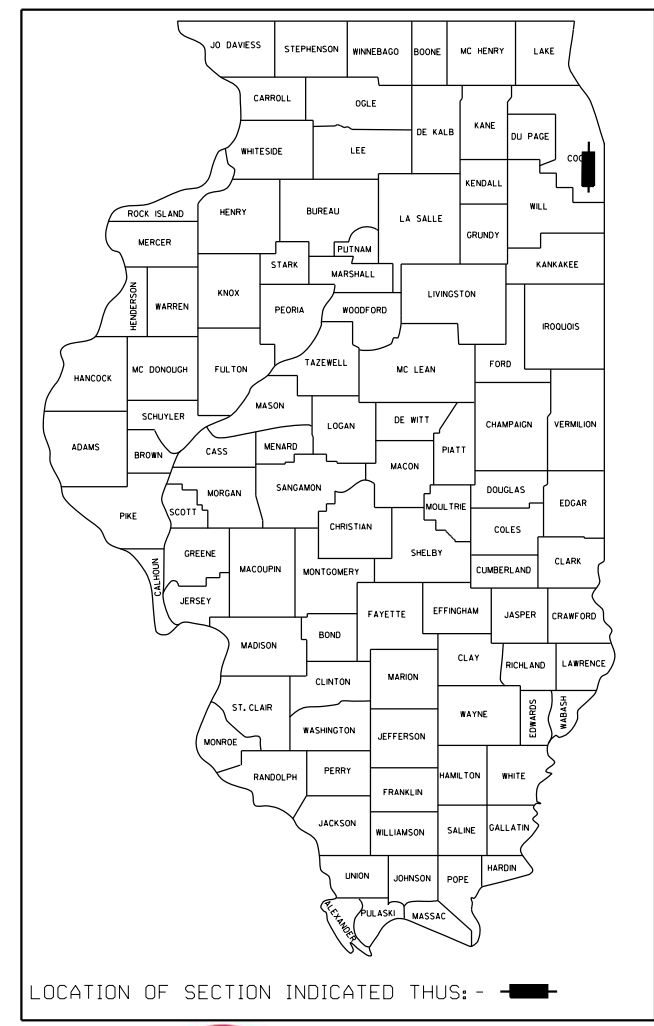 JO DAVIESS STEPHENSON WINNEBAGO BOONE MC HENRY LAKE
CARROLL OGLE
DE KALB KANE DU PAGE
WHITESIDE LEE COO
KENDALL
ROCK ISLAND HENRY BUREAU LA SALLE WILL
GRUNDY
MERCER PUTNAM
STARK MARSHALL KANKAKEE
HENDERSON WARREN KNOX LIVINGSTON
PEORIA WOODFORD IROQUOIS
HANCOCK MC DONOUGH FULTON TAZEWELL MC LEAN FORD
MASON
SCHUYLER LOGAN DE WITT CHAMPAIGN VERMILION
ADAMS BROWN CASS MENARD PIATT
MACON
MORGAN SANGAMON DOUGLAS
PIKE SCOTT CHRISTIAN MOULTRIE EDGAR
COLES
GREENE SHELBY
CALHOUN MACOUPIN MONTGOMERY CUMBERLAND CLARK
JERSEY FAYETTE EFFINGHAM JASPER CRAWFORD
BOND
MADISON CLAY RICHLAND LAWRENCE
CLINTON MARION
ST. CLAIR WAYNE EDWARDS WABASH
MONROE WASHINGTON JEFFERSON
RANDOLPH PERRY HAMILTON WHITE
FRANKLIN
JACKSON WILLIAMSON SALINE GALLATIN
UNION JOHNSON POPE HARDIN
ALEXANDER PULASKI MASSAC
LOCATION OF SECTION INDICATED THUS: -